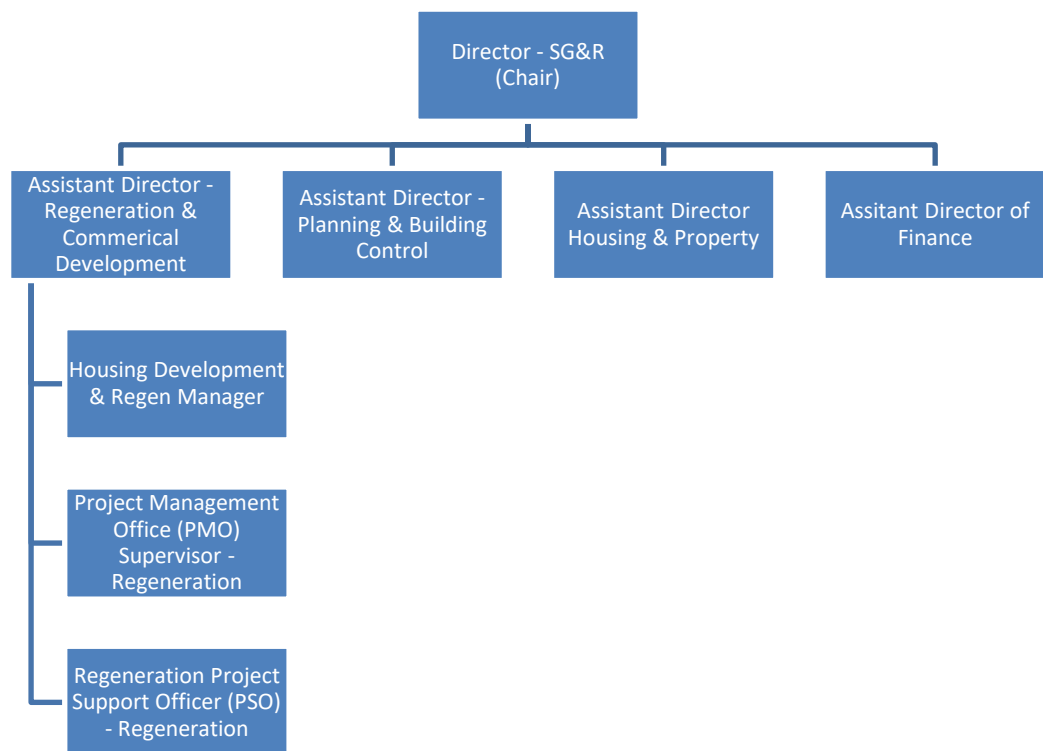 Director - SG&R
(Chair)
Assistant Director -
Regeneration &
Commerical
Development
Assistant Director -
Planning & Building
Control
Assistant Director
Housing & Property
Assitant Director of
Finance
Housing Development
& Regen Manager
Project Management
Office (PMO)
Supervisor -
Regeneration
Regeneration Project
Support Officer (PSO)
- Regeneration